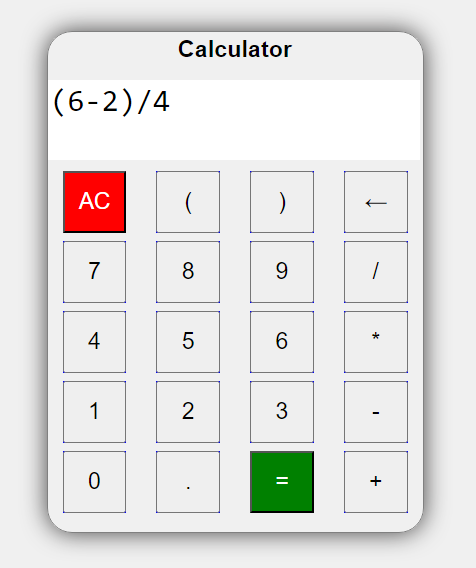 Calculator
(6-2)/4
AC ( ) ←
7 8 9 /
4 5 6 *
1 2 3 -
0 . = +